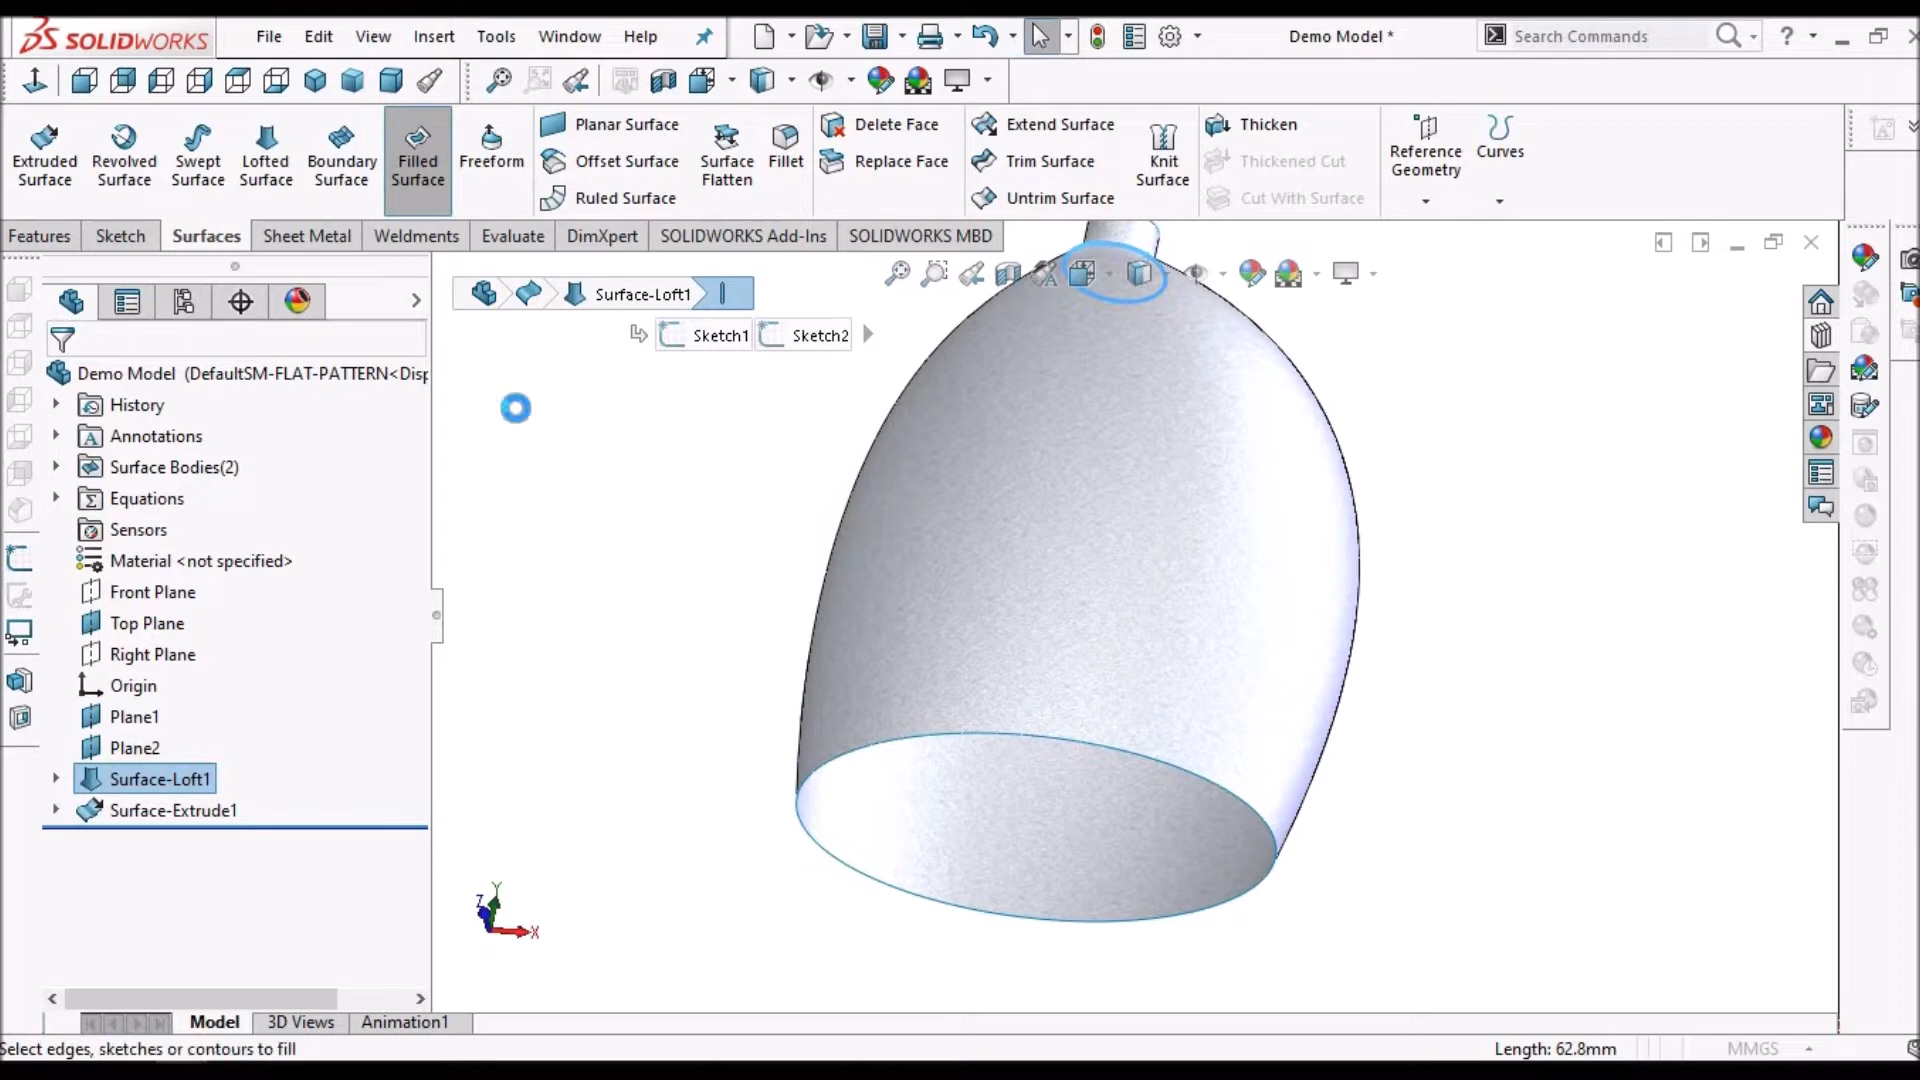 SOLIDWORKS File Edit View Insert Tools Window Help Demo Model * Search Commands ?
Extruded Surface
Revolved Surface
Swept Surface
Lofted Surface
Boundary Surface
Filled Surface
Freeform
Planar Surface
Offset Surface
Ruled Surface
Surface Flatten
Fillet
Delete Face
Replace Face
Extend Surface
Trim Surface
Untrim Surface
Knit Surface
Thicken
Thickened Cut
Cut With Surface
Reference Geometry
Curves
Features Sketch Surfaces Sheet Metal Weldments Evaluate DimXpert SOLIDWORKS Add-Ins SOLIDWORKS MBD
Surface-Loft1
Sketch1 Sketch2
Demo Model (DefaultSM-FLAT-PATTERN<Disp
History
Annotations
Surface Bodies(2)
Equations
Sensors
Material <not specified>
Front Plane
Top Plane
Right Plane
Origin
Plane1
Plane2
Surface-Loft1
Surface-Extrude1
Y
Z
X
Model 3D Views Animation1
Select edges, sketches or contours to fill Length: 62.8mm MMGS